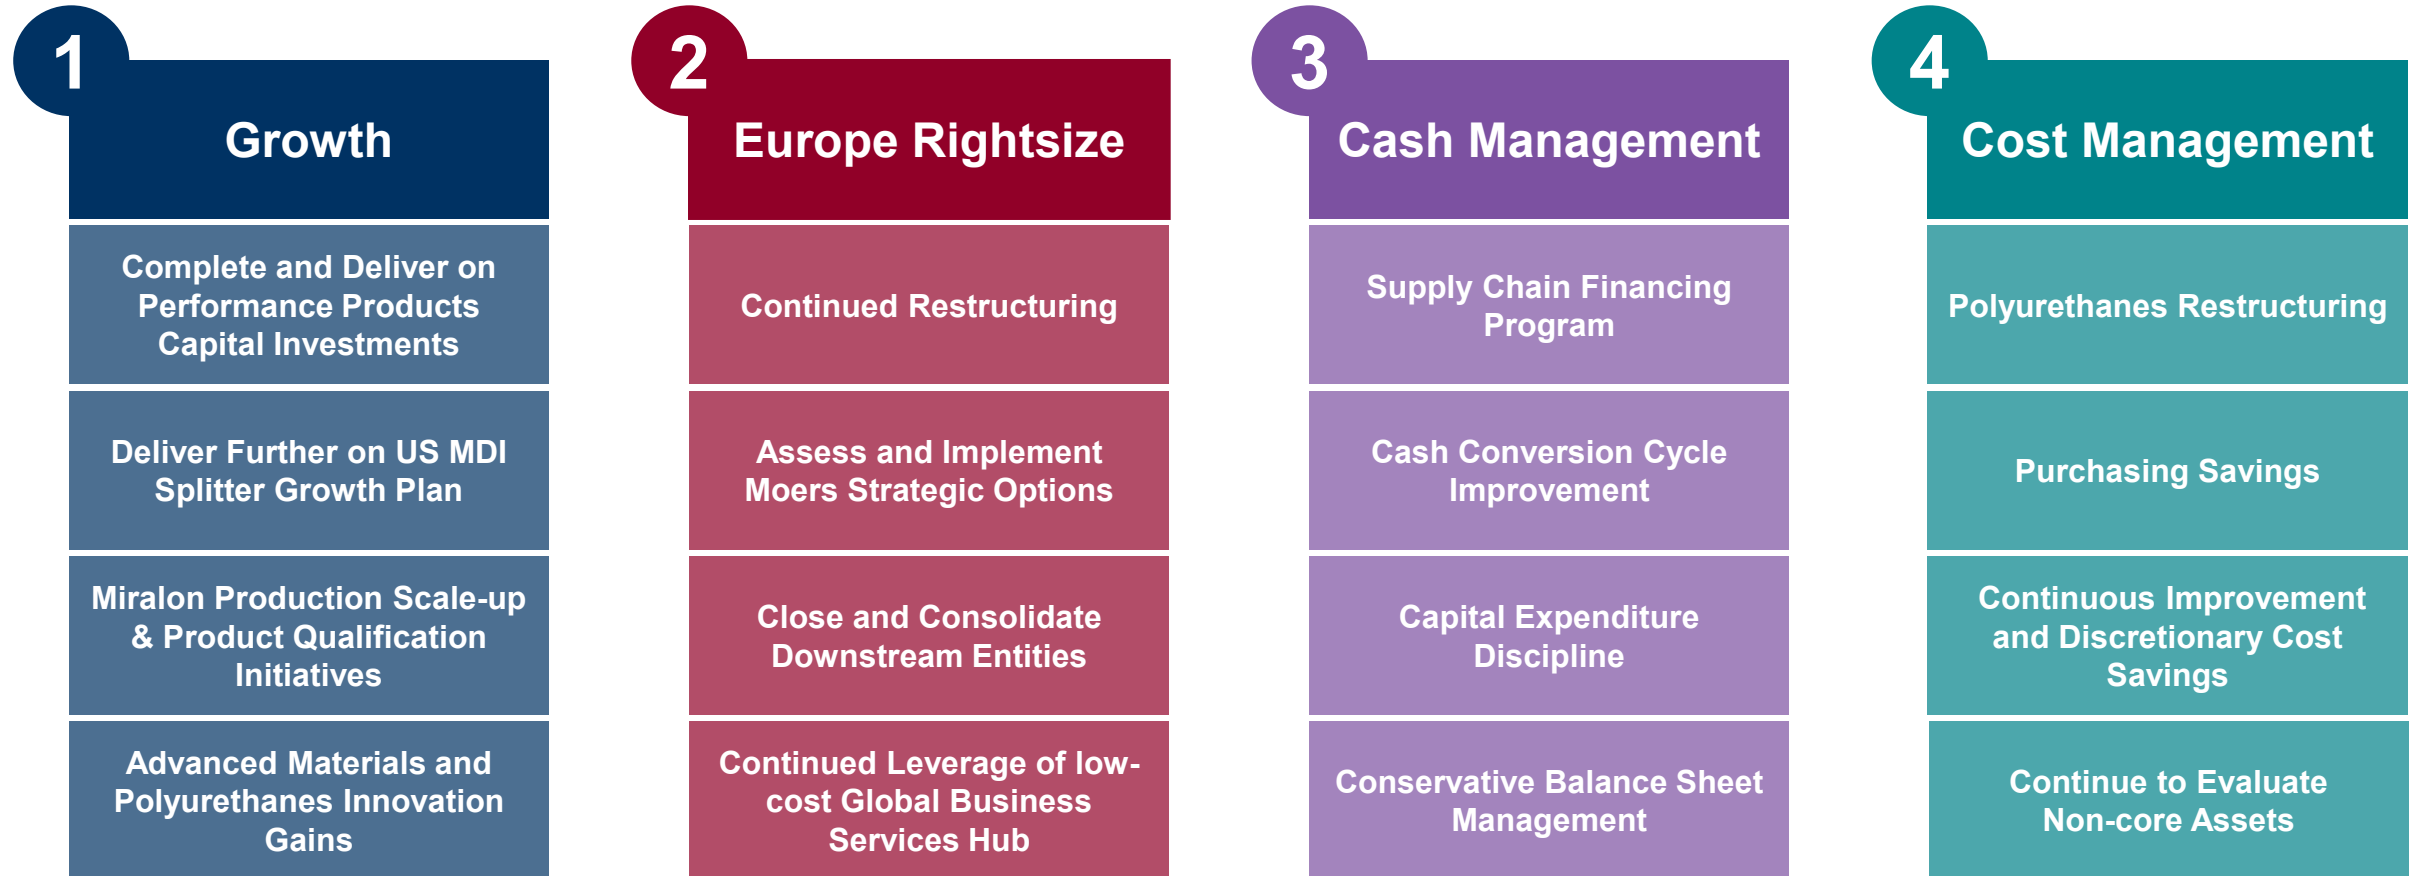 1
Growth
Complete and Deliver on
Performance Products
Capital Investments
Deliver Further on US MDI
Splitter Growth Plan
Miralon Production Scale-up
& Product Qualification
Initiatives
Advanced Materials and
Polyurethanes Innovation
Gains
2
Europe Rightsize
Continued Restructuring
Assess and Implement
Moers Strategic Options
Close and Consolidate
Downstream Entities
Continued Leverage of low-
cost Global Business
Services Hub
3
Cash Management
Supply Chain Financing
Program
Cash Conversion Cycle
Improvement
Capital Expenditure
Discipline
Conservative Balance Sheet
Management
4
Cost Management
Polyurethanes Restructuring
Purchasing Savings
Continuous Improvement
and Discretionary Cost
Savings
Continue to Evaluate
Non-core Assets